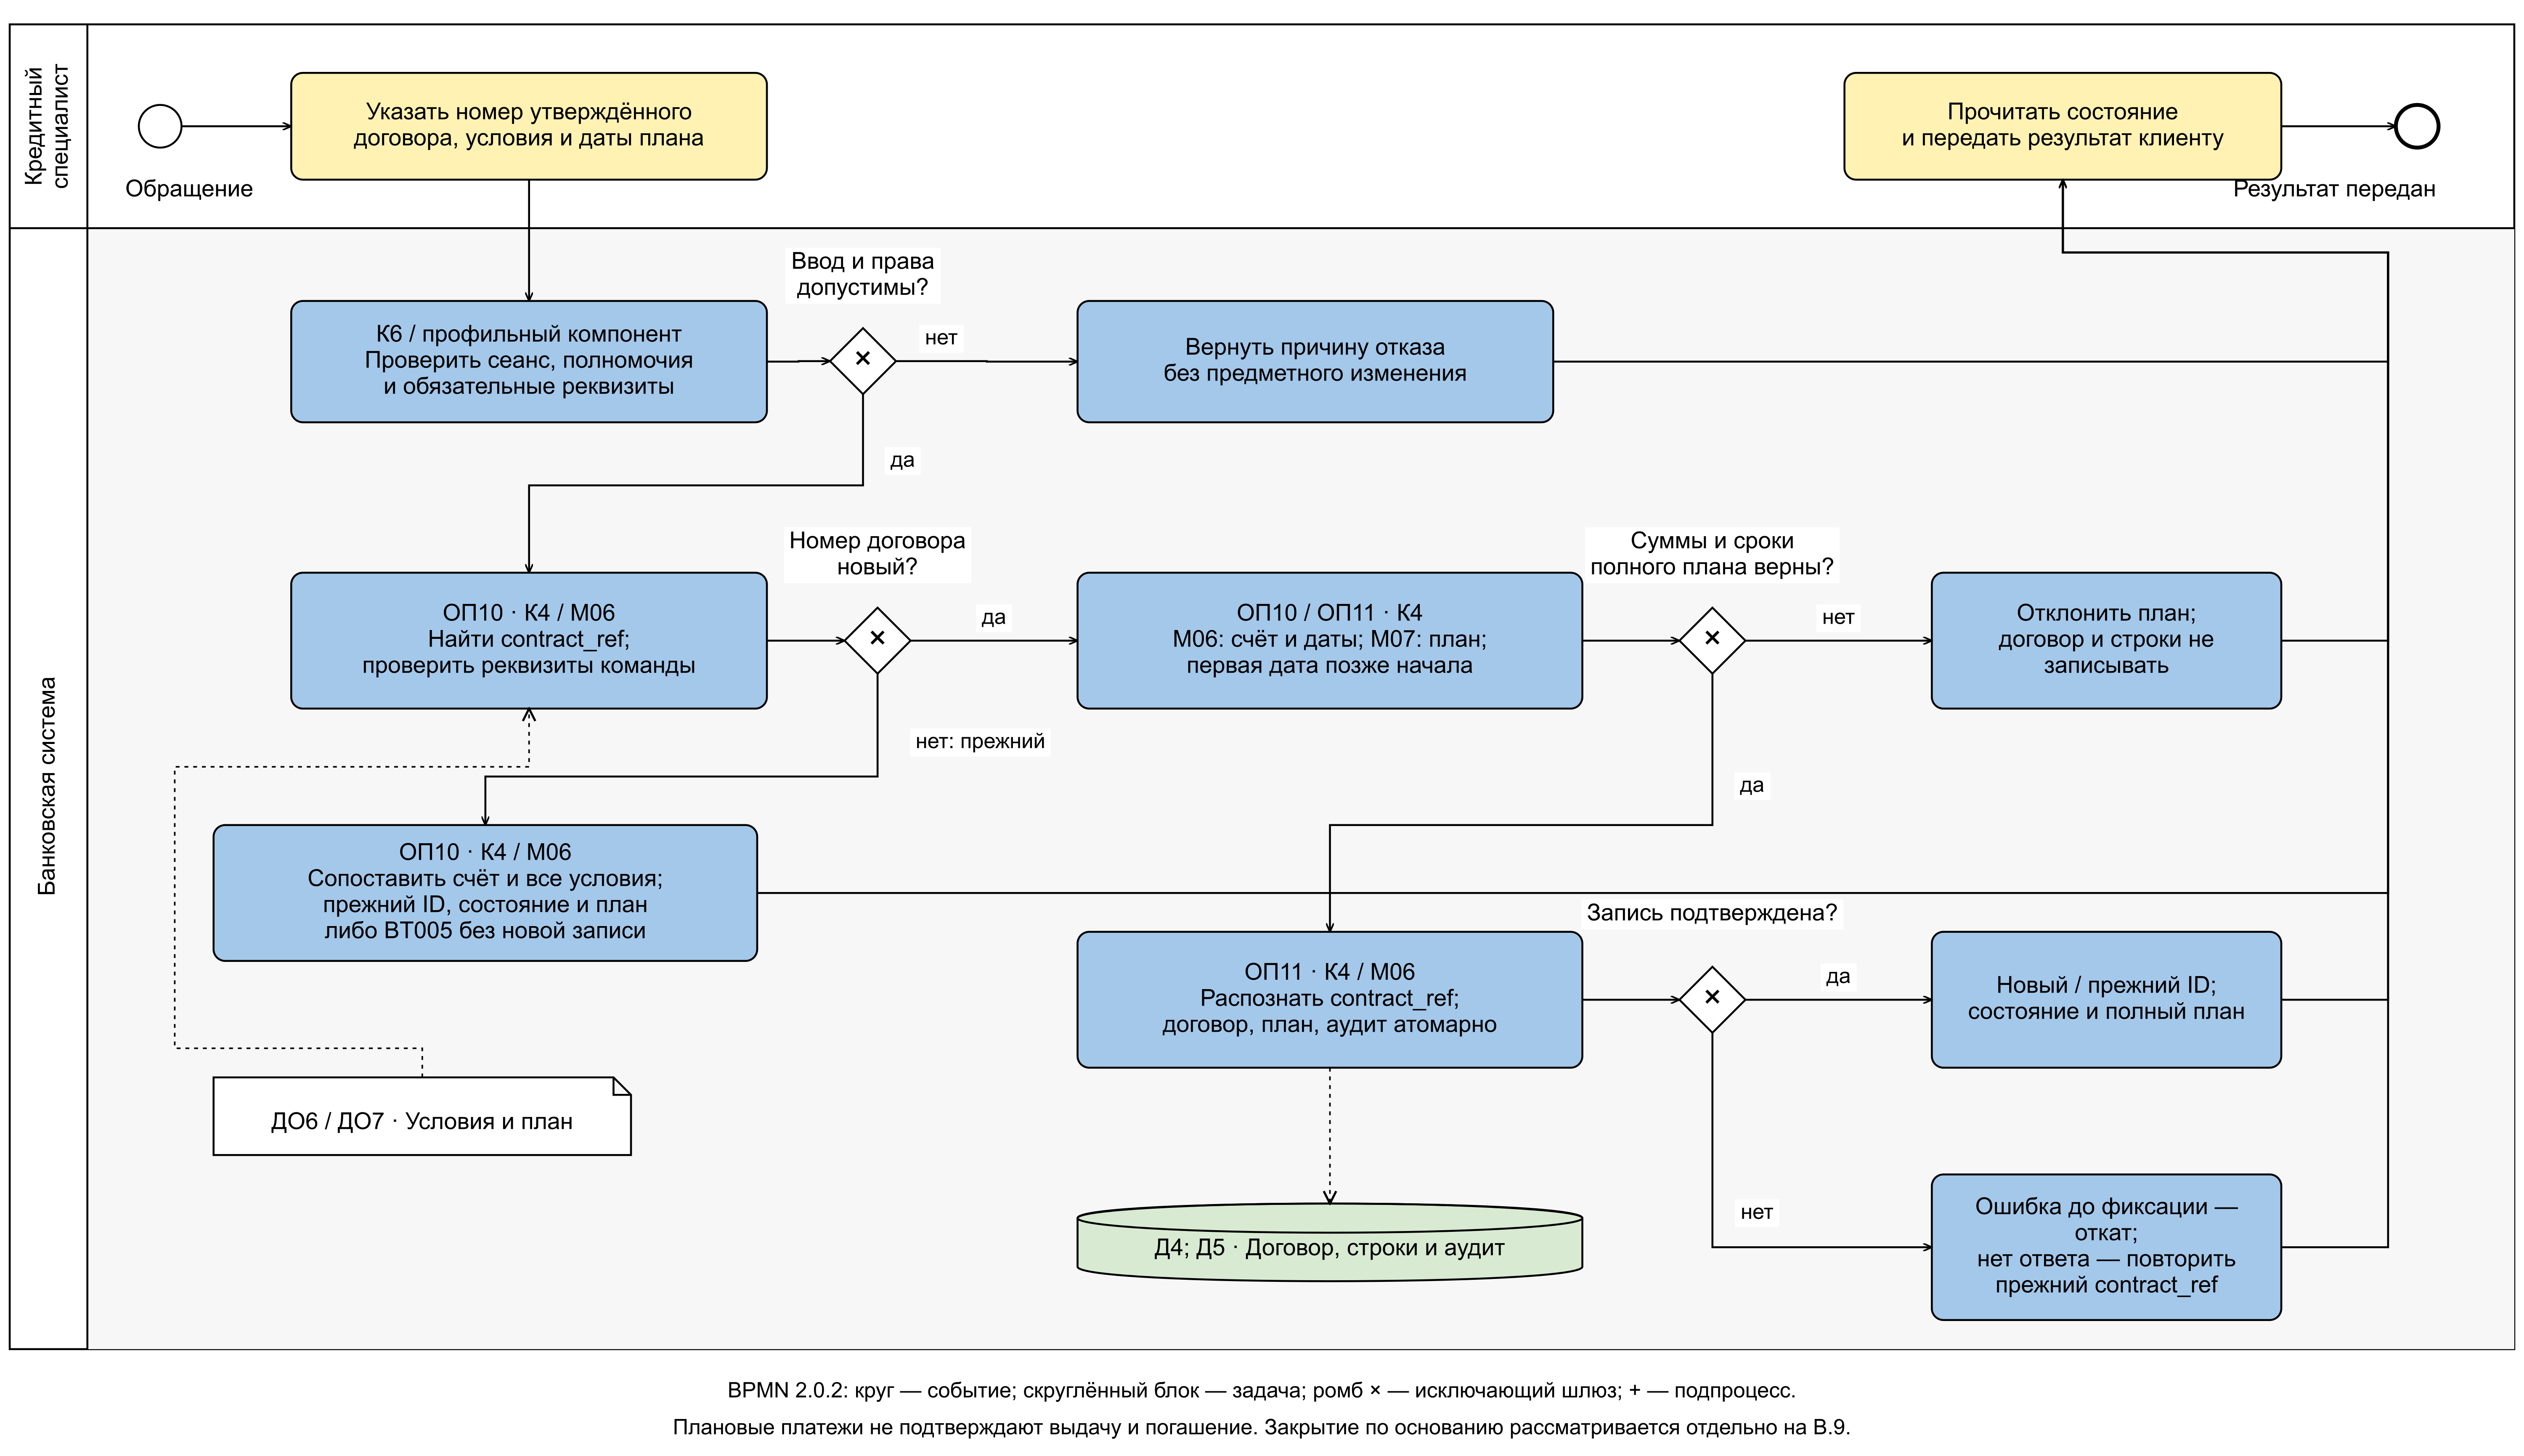 Кредитный
специалист
Обращение
Указать номер утверждённого
договора, условия и даты плана
Прочитать состояние
и передать результат клиенту
Результат передан
Банковская система
К6 / профильный компонент
Проверить сеанс, полномочия
и обязательные реквизиты
Ввод и права
допустимы?
нет
да
Вернуть причину отказа
без предметного изменения
ОП10 · К4 / М06
Найти contract_ref;
проверить реквизиты команды
Номер договора
новый?
да
нет: прежний
ОП10 / ОП11 · К4
М06: счёт и даты; М07: план;
первая дата позже начала
Суммы и сроки
полного плана верны?
нет
да
Отклонить план;
договор и строки не
записывать
ОП10 · К4 / М06
Сопоставить счёт и все условия;
прежний ID, состояние и план
либо BT005 без новой записи
ОП11 · К4 / М06
Распознать contract_ref;
договор, план, аудит атомарно
Запись подтверждена?
да
нет
Новый / прежний ID;
состояние и полный план
ДО6 / ДО7 · Условия и план
Д4; Д5 · Договор, строки и аудит
Ошибка до фиксации —
откат;
нет ответа — повторить
прежний contract_ref
BPMN 2.0.2: круг — событие; скруглённый блок — задача; ромб × — исключающий шлюз; + — подпроцесс.
Плановые платежи не подтверждают выдачу и погашение. Закрытие по основанию рассматривается отдельно на В.9.